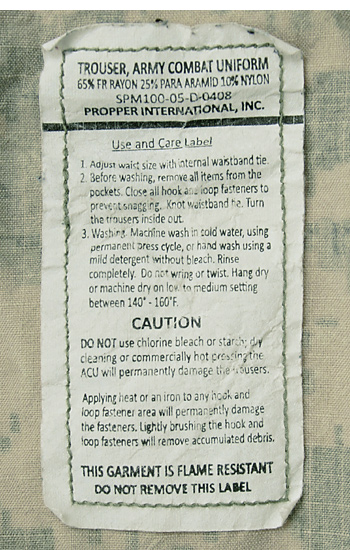 TROUSER, ARMY COMBAT UNIFORM
65% FR RAYON 25% PARA ARAMID 10% NYLON
SPM100-05-D-0408
PROPPER INTERNATIONAL, INC.
Use and Care Label
1. Adjust waist size with internal waistband tie.
2. Before washing, remove all items from the
pockets. Close all hook and loop fasteners to
prevent snagging. Knot waistband tie. Turn
the trousers inside out.
3. Washing. Machine wash in cold water, using
permanent press cycle, or hand wash using a
mild detergent without bleach. Rinse
completely. Do not wring or twist. Hang dry
or machine dry on low to medium setting
between 140° - 160°F.
CAUTION
DO NOT use chlorine bleach or starch; dry
cleaning or commercially hot pressing the
ACU will permanently damage the trousers.
Applying heat or an iron to any hook and
loop fastener area will permanently damage
the fasteners. Lightly brushing the hook and
loop fasteners will remove accumulated debris.
THIS GARMENT IS FLAME RESISTANT
DO NOT REMOVE THIS LABEL